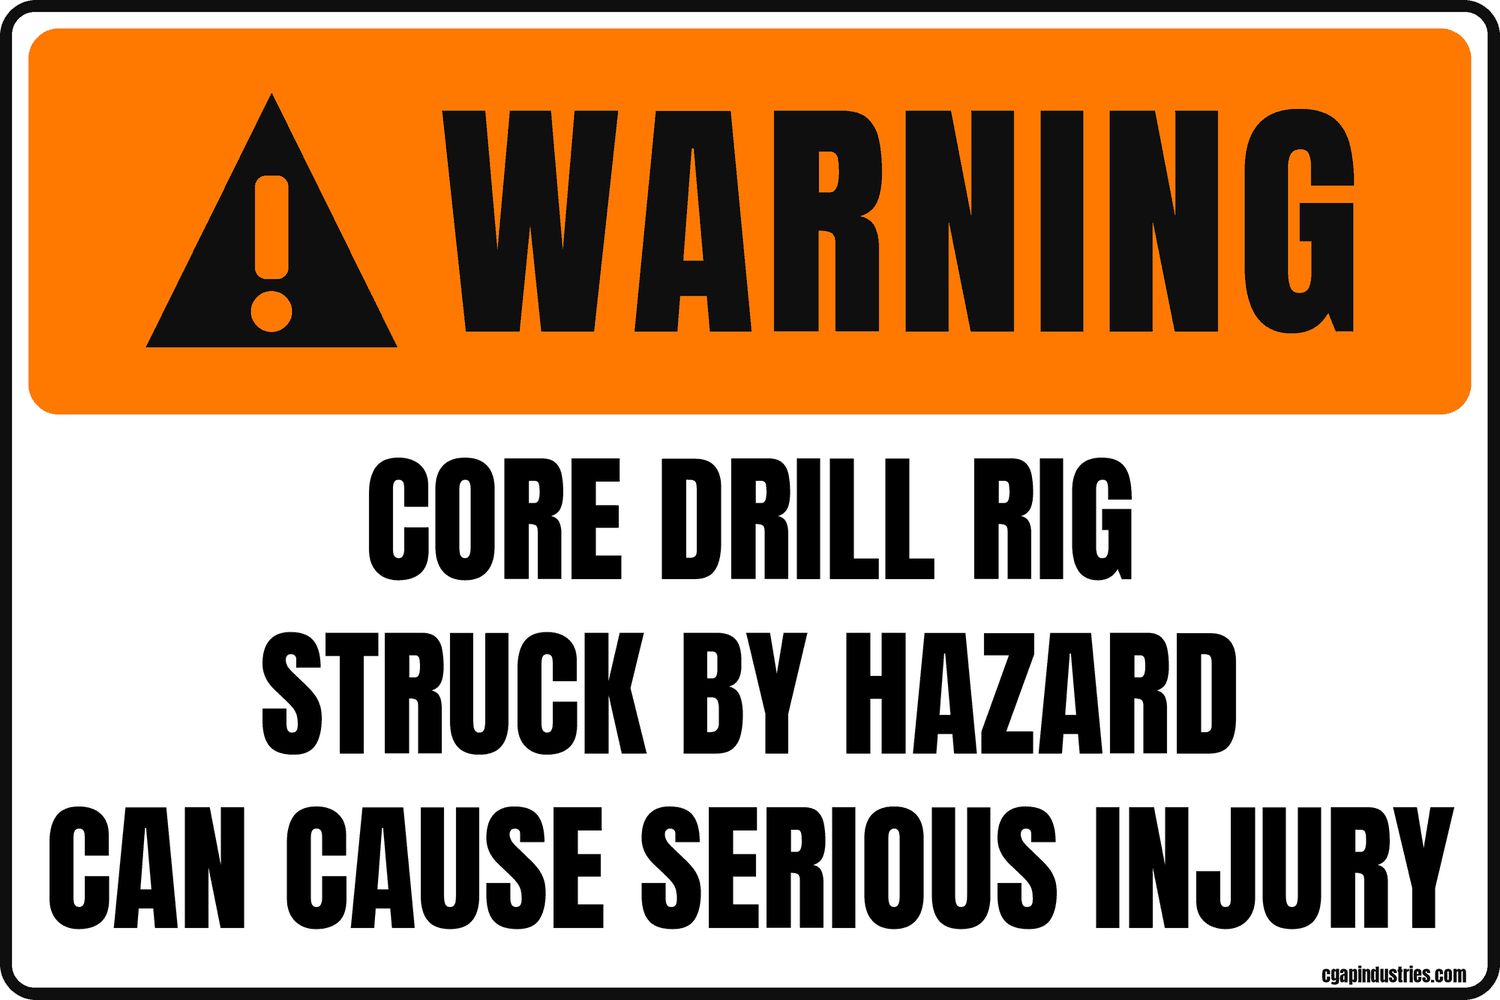 WARNING
CORE DRILL RIG
STRUCK BY HAZARD
CAN CAUSE SERIOUS INJURY
cgapindustries.com